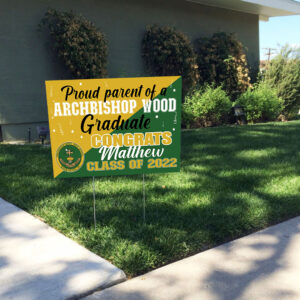 Proud parent of a
ARCHBISHOP WOOD
Graduate
CONGRATS
Matthew
CLASS OF 2022